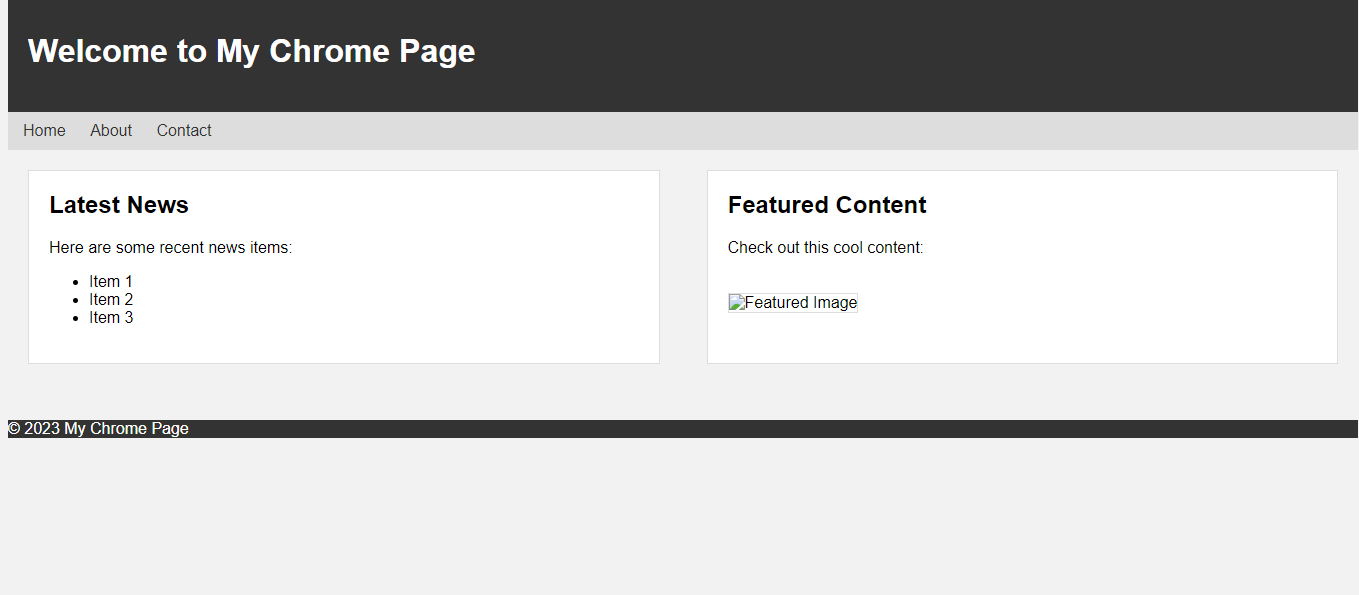 Welcome to My Chrome Page
Home About Contact
Latest News
Here are some recent news items:
Item 1
Item 2
Item 3
Featured Content
Check out this cool content:
Featured Image
© 2023 My Chrome Page